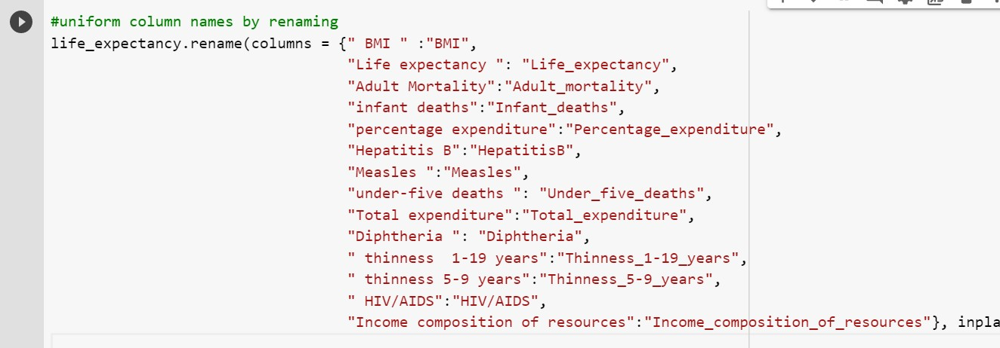 #uniform column names by renaming
life_expectancy.rename(columns = {" BMI " :"BMI",
"Life expectancy ": "Life_expectancy",
"Adult Mortality":"Adult_mortality",
"infant deaths":"Infant_deaths",
"percentage expenditure":"Percentage_expenditure",
"Hepatitis B":"HepatitisB",
"Measles ":"Measles",
"under-five deaths ": "Under_five_deaths",
"Total expenditure":"Total_expenditure",
"Diphtheria ": "Diphtheria",
" thinness  1-19 years":"Thinness_1-19_years",
" thinness 5-9 years":"Thinness_5-9_years",
" HIV/AIDS":"HIV/AIDS",
"Income composition of resources":"Income_composition_of_resources"}, inpla